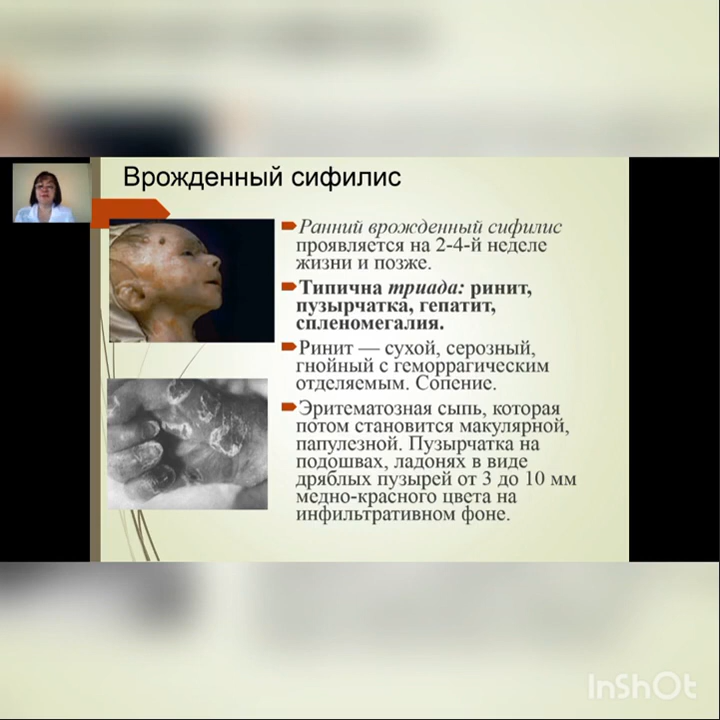 Врожденный сифилис
Ранний врожденный сифилис
проявляется на 2-4-й неделе
жизни и позже.
Типична триада: ринит,
пузырчатка, гепатит,
спленомегалия.
Ринит — сухой, серозный,
гнойный с геморрагическим
отделяемым. Сопение.
Эритематозная сыпь, которая
потом становится макулярной,
папулезной. Пузырчатка на
подошвах, ладонях в виде
дряблых пузырей от 3 до 10 мм
медно-красного цвета на
инфильтративном фоне.
InShOt